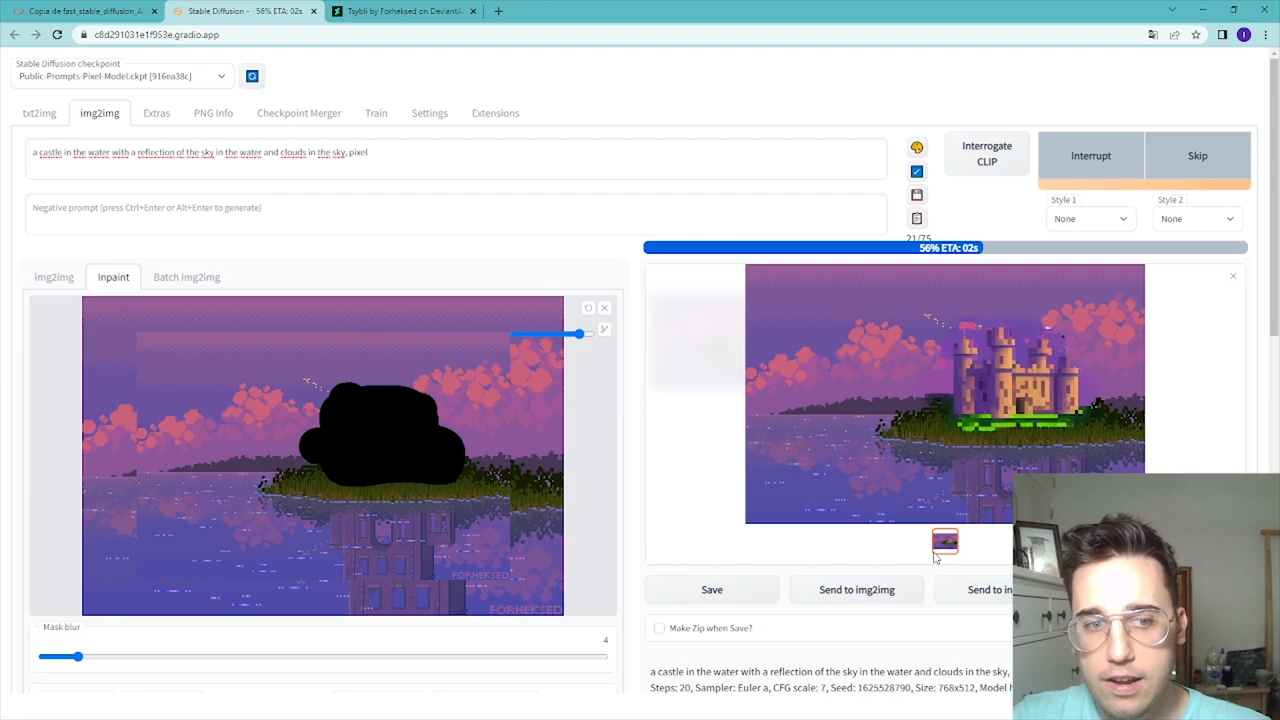 Copia de fast_stable_diffusion_AU
Stable Diffusion - 56% ETA: 02s
Tsybli by Forheksed on DeviantA
c8d291031e1f953e.gradio.app
Stable Diffusion checkpoint
Public-Prompts-Pixel-Model.ckpt [916ea38c]
txt2img
img2img
Extras
PNG Info
Checkpoint Merger
Train
Settings
Extensions
a castle in the water with a reflection of the sky in the water and clouds in the sky, pixel
Interrogate
CLIP
Interrupt
Skip
Negative prompt (press Ctrl+Enter or Alt+Enter to generate)
Style 1
Style 2
None
None
21/75
56% ETA: 02s
img2img
Inpaint
Batch img2img
FORHEKSED
FORHEKSED
Save
Send to img2img
Send to in
Mask blur
4
Make Zip when Save?
a castle in the water with a reflection of the sky in the water and clouds in the sky,
Steps: 20, Sampler: Euler a, CFG scale: 7, Seed: 1625528790, Size: 768x512, Model h